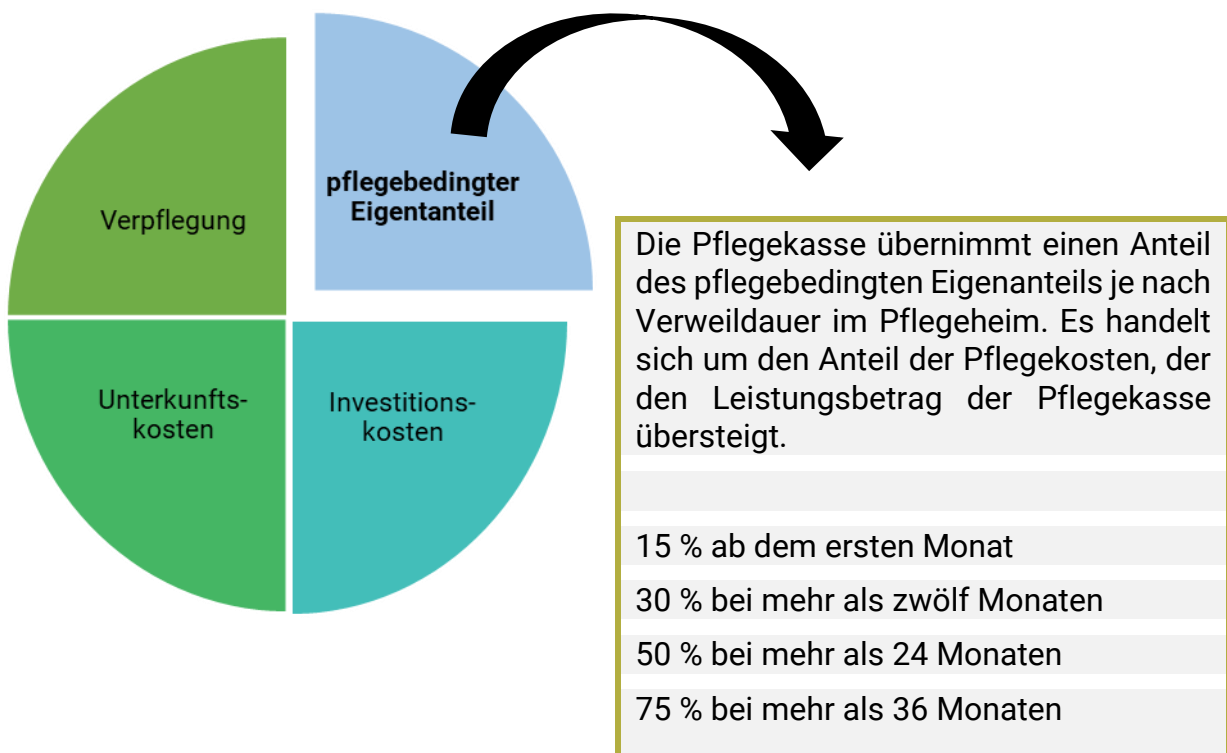 Verpflegung
pflegebedingter
Eigentanteil
Unterkunfts-
kosten
Investitions-
kosten
Die Pflegekasse übernimmt einen Anteil
des pflegebedingten Eigenanteils je nach
Verweildauer im Pflegeheim. Es handelt
sich um den Anteil der Pflegekosten, der
den Leistungsbetrag der Pflegekasse
übersteigt.
15 % ab dem ersten Monat
30 % bei mehr als zwölf Monaten
50 % bei mehr als 24 Monaten
75 % bei mehr als 36 Monaten